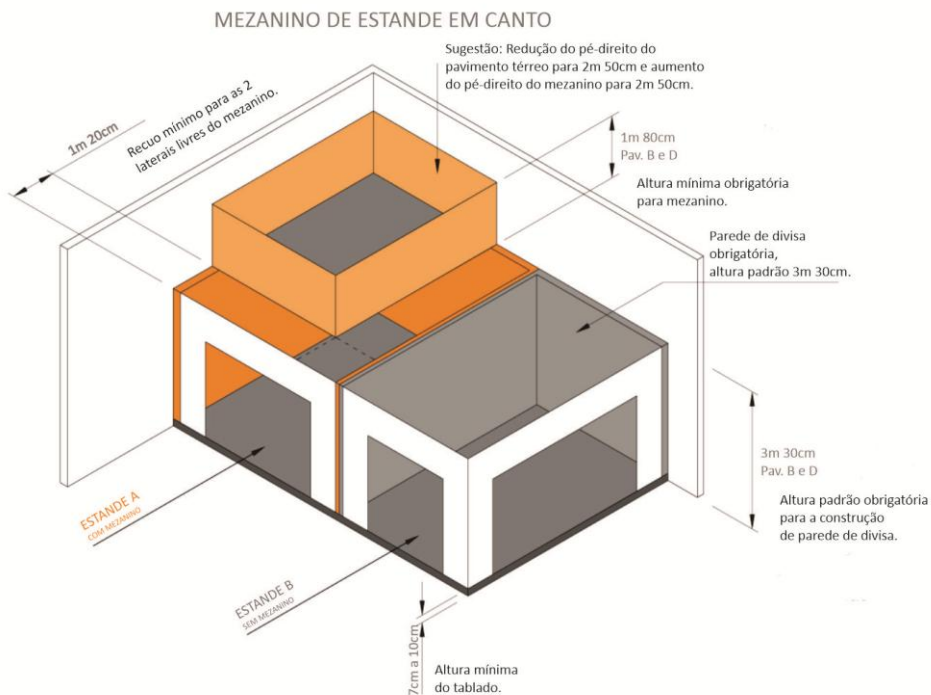 MEZANINO DE ESTANDE EM CANTO
Sugestão: Redução do pé-direito do
pavimento térreo para 2m 50cm e aumento
do pé-direito do mezanino para 2m 50cm.
1m 20cm
Recuo mínimo para as 2
laterais livres do mezanino.
1m 80cm
Pav. B e D
Altura mínima obrigatória
para mezanino.
Parede de divisa
obrigatória,
altura padrão 3m 30cm.
3m 30cm
Pav. B e D
Altura padrão obrigatória
para a construção
de parede de divisa.
ESTANDE A
COM MEZANINO
ESTANDE B
SEM MEZANINO
7cm a 10cm
Altura mínima
do tablado.